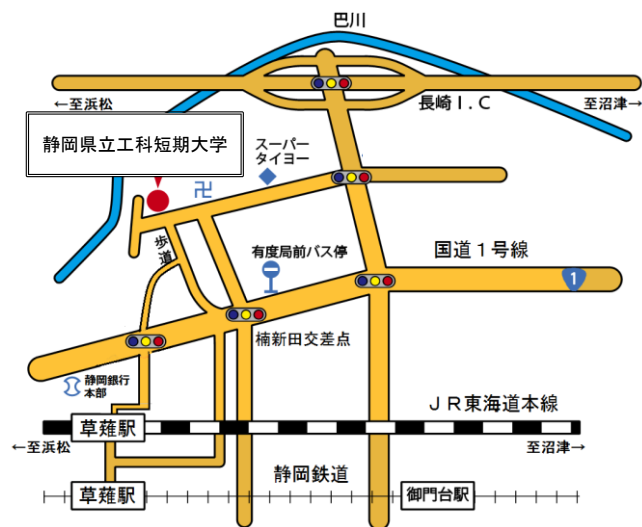 巴川
←至浜松
長崎Ｉ.Ｃ
至沼津→
静岡県立工科短期大学
スーパー
タイヨー
卍
歩道
有度局前バス停
国道１号線
1
楠新田交差点
静岡銀行
本部
ＪＲ東海道本線
草薙駅
←至浜松
至沼津→
静岡鉄道
草薙駅
御門台駅